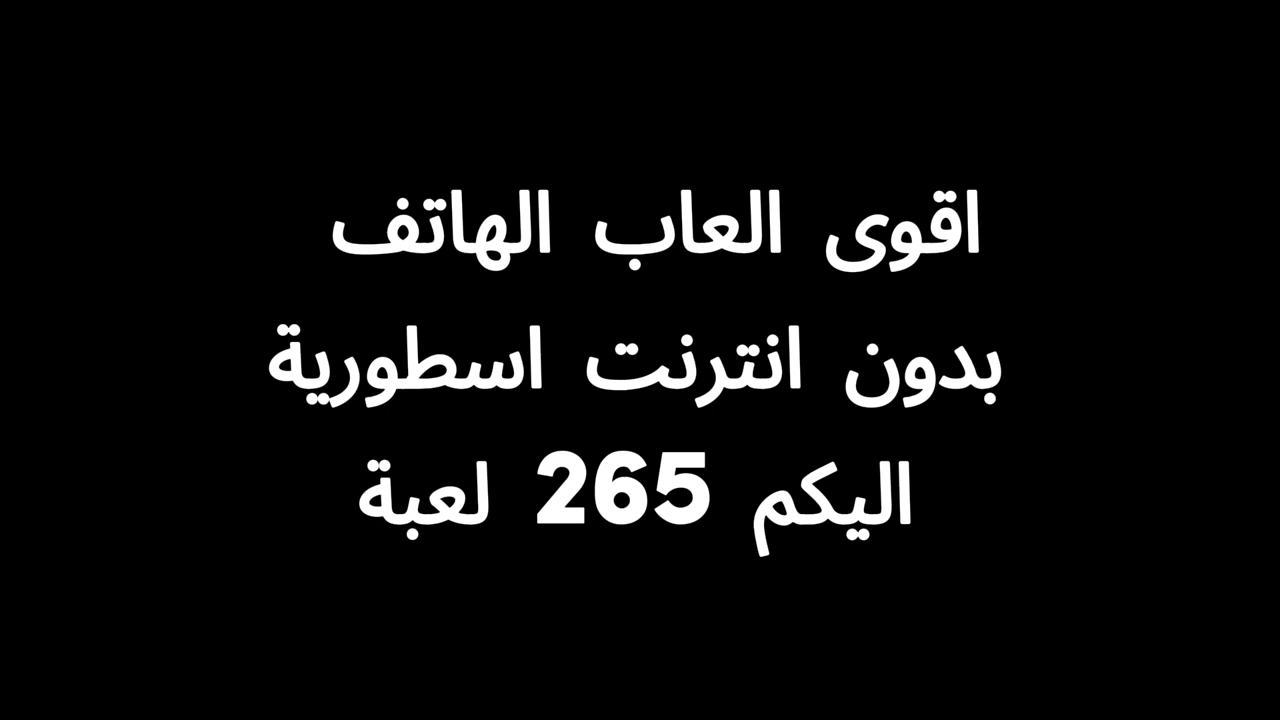 اقوى العاب الهاتف
بدون انترنت اسطورية
اليكم 265 لعبة